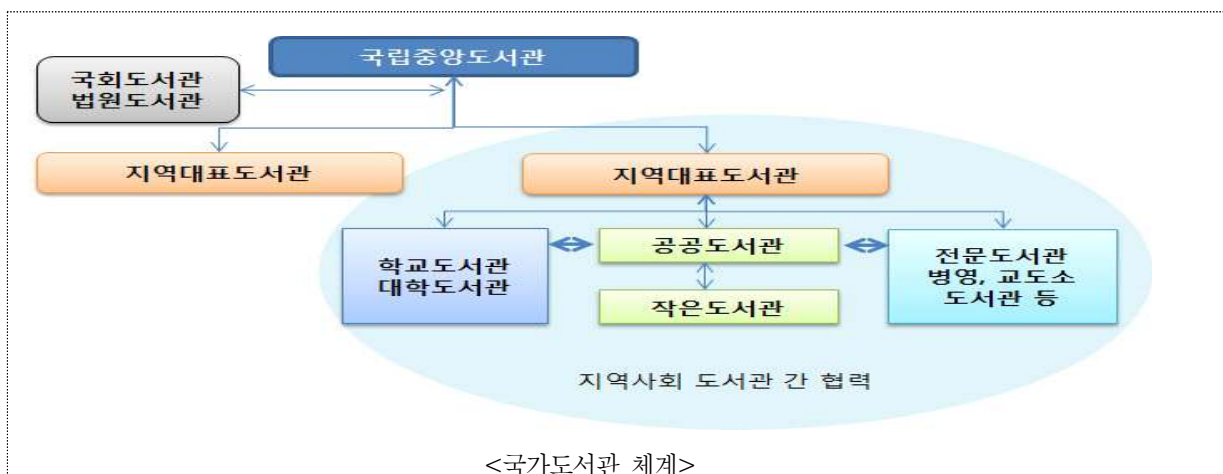 국립중앙도서관
국회도서관
법원도서관
지역대표도서관
지역대표도서관
학교도서관
대학도서관
공공도서관
작은도서관
전문도서관
병영, 교도소
도서관 등
지역사회 도서관 간 협력
<국가도서관 체계>